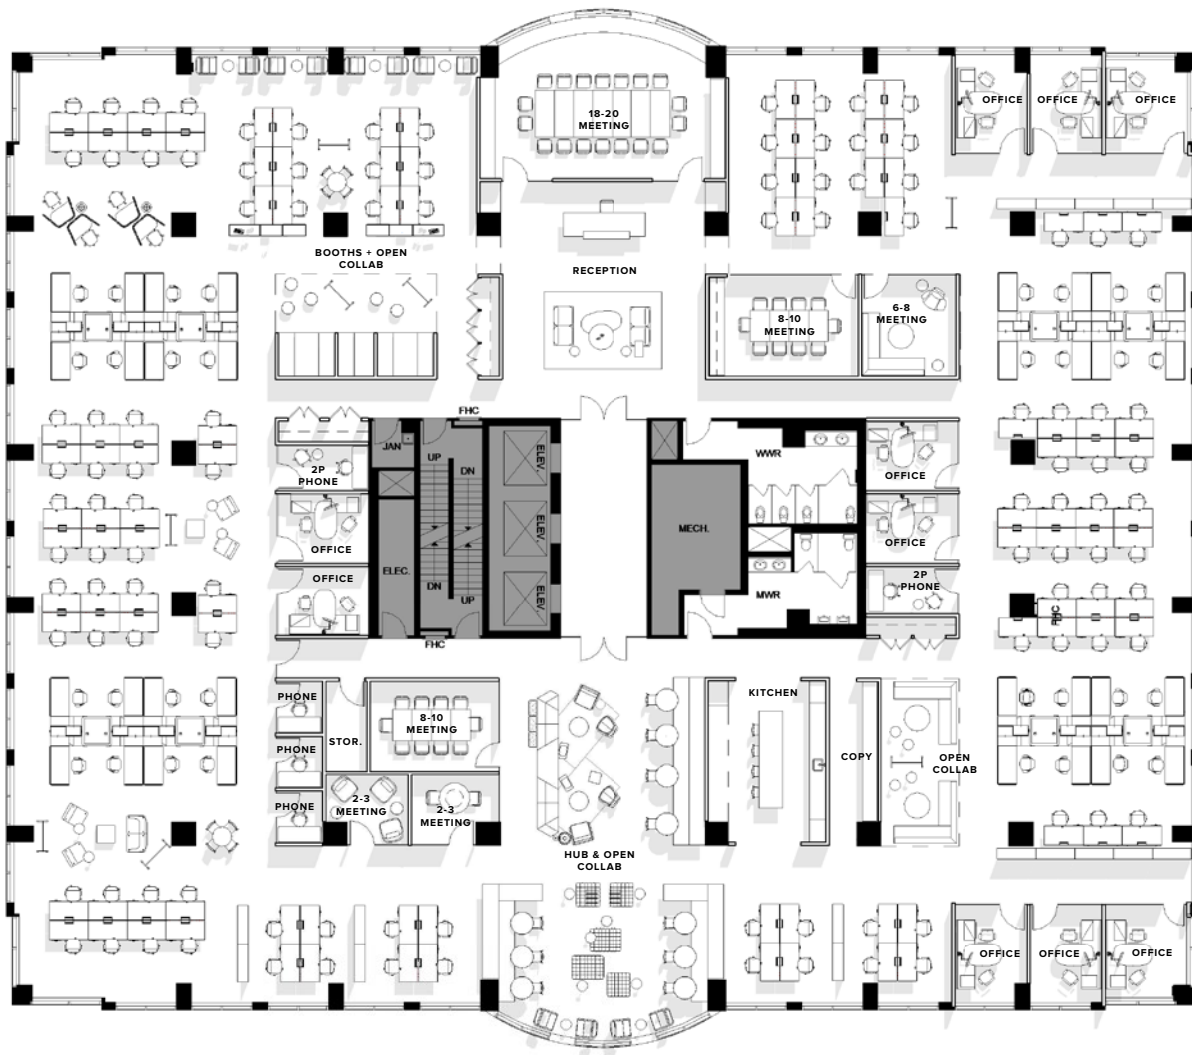 18-20
MEETING
OFFICE
OFFICE
OFFICE
BOOTHS + OPEN
COLLAB
RECEPTION
8-10
MEETING
6-8
MEETING
FHC
JAN
UP
DN
ELEV.
2P
PHONE
WWR
OFFICE
ELEV.
MECH.
OFFICE
OFFICE
ELEC.
OFFICE
DN
UP
ELEV.
MWR
2P
PHONE
FHC
FHC
PHONE
8-10
MEETING
KITCHEN
PHONE
STOR.
COPY
OPEN
COLLAB
PHONE
2-3
MEETING
2-3
MEETING
HUB & OPEN
COLLAB
OFFICE
OFFICE
OFFICE